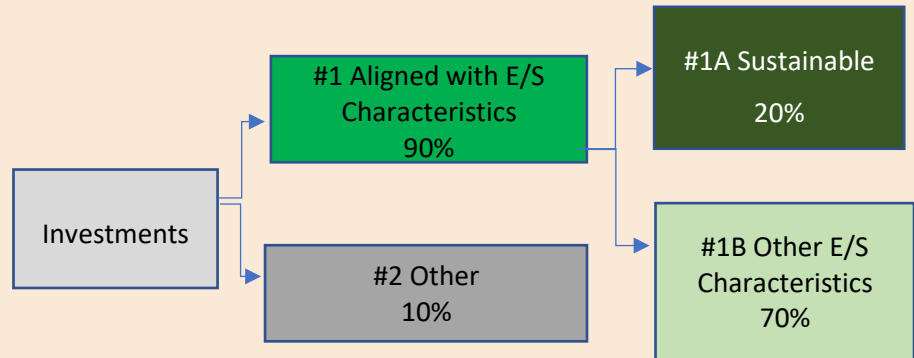 Investments
#1 Aligned with E/S
Characteristics
90%
#2 Other
10%
#1A Sustainable
20%
#1B Other E/S
Characteristics
70%